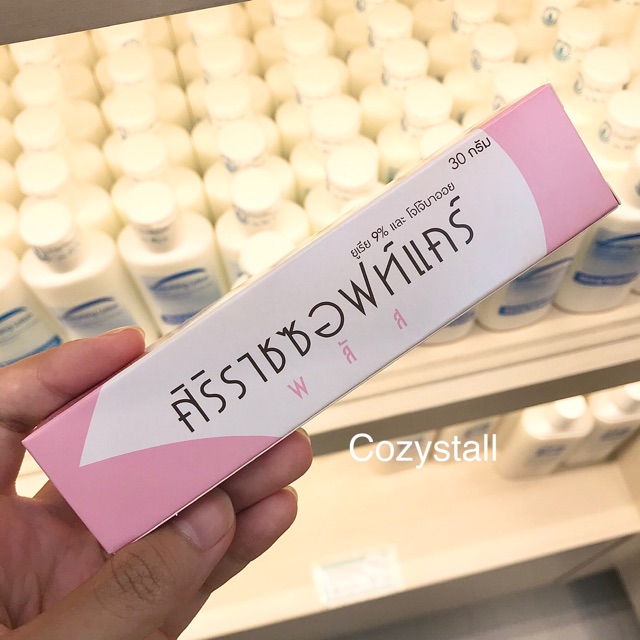 30 กรัม
ยูเรีย 9% และ โจโจ้บาออย
ศิริราชซอฟท์แคร์
พลัส
Cozystall